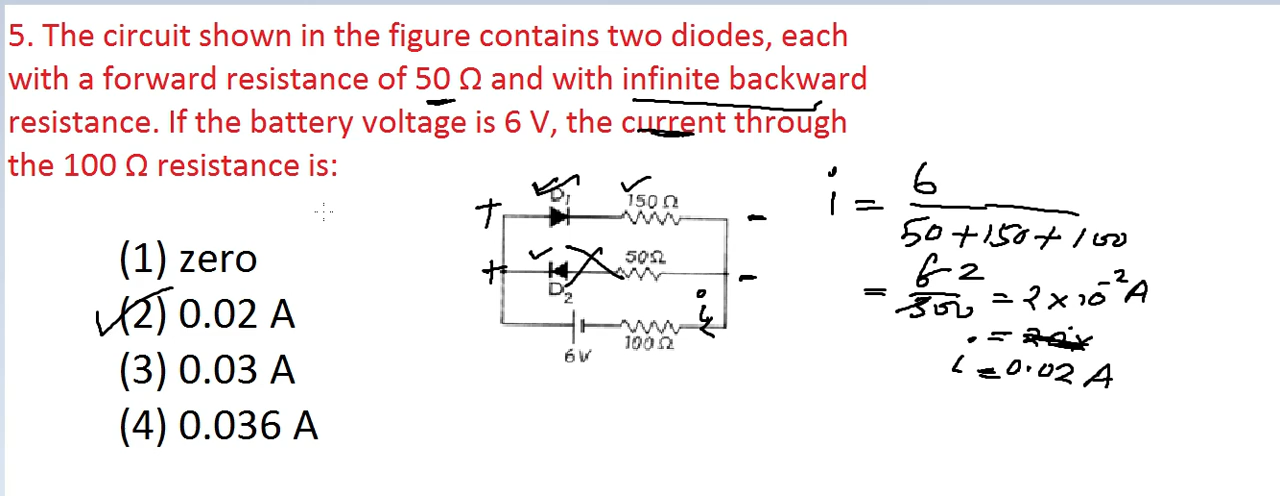 5. The circuit shown in the figure contains two diodes, each
with a forward resistance of 50 Ω and with infinite backward
resistance. If the battery voltage is 6 V, the current through
the 100 Ω resistance is:
(1) zero
(2) 0.02 A
(3) 0.03 A
(4) 0.036 A
+ D1 150 Ω -
+ D2 50Ω -
6V 100Ω i
i = 6
50+150+100
= 6 2
300 = 2 × 10-2 A
i = 0.02 A